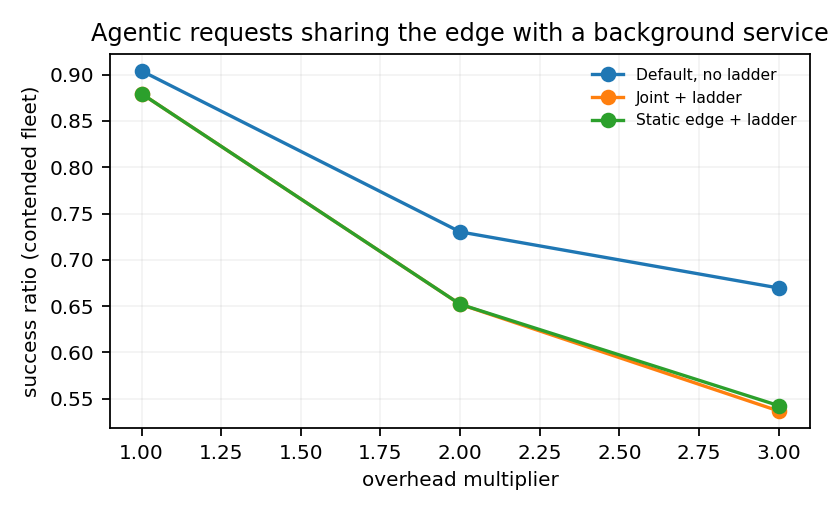 Agentic requests sharing the edge with a background service
success ratio (contended fleet)
0.90
0.85
0.80
0.75
0.70
0.65
0.60
0.55
Default, no ladder
Joint + ladder
Static edge + ladder
1.00 1.25 1.50 1.75 2.00 2.25 2.50 2.75 3.00
overhead multiplier